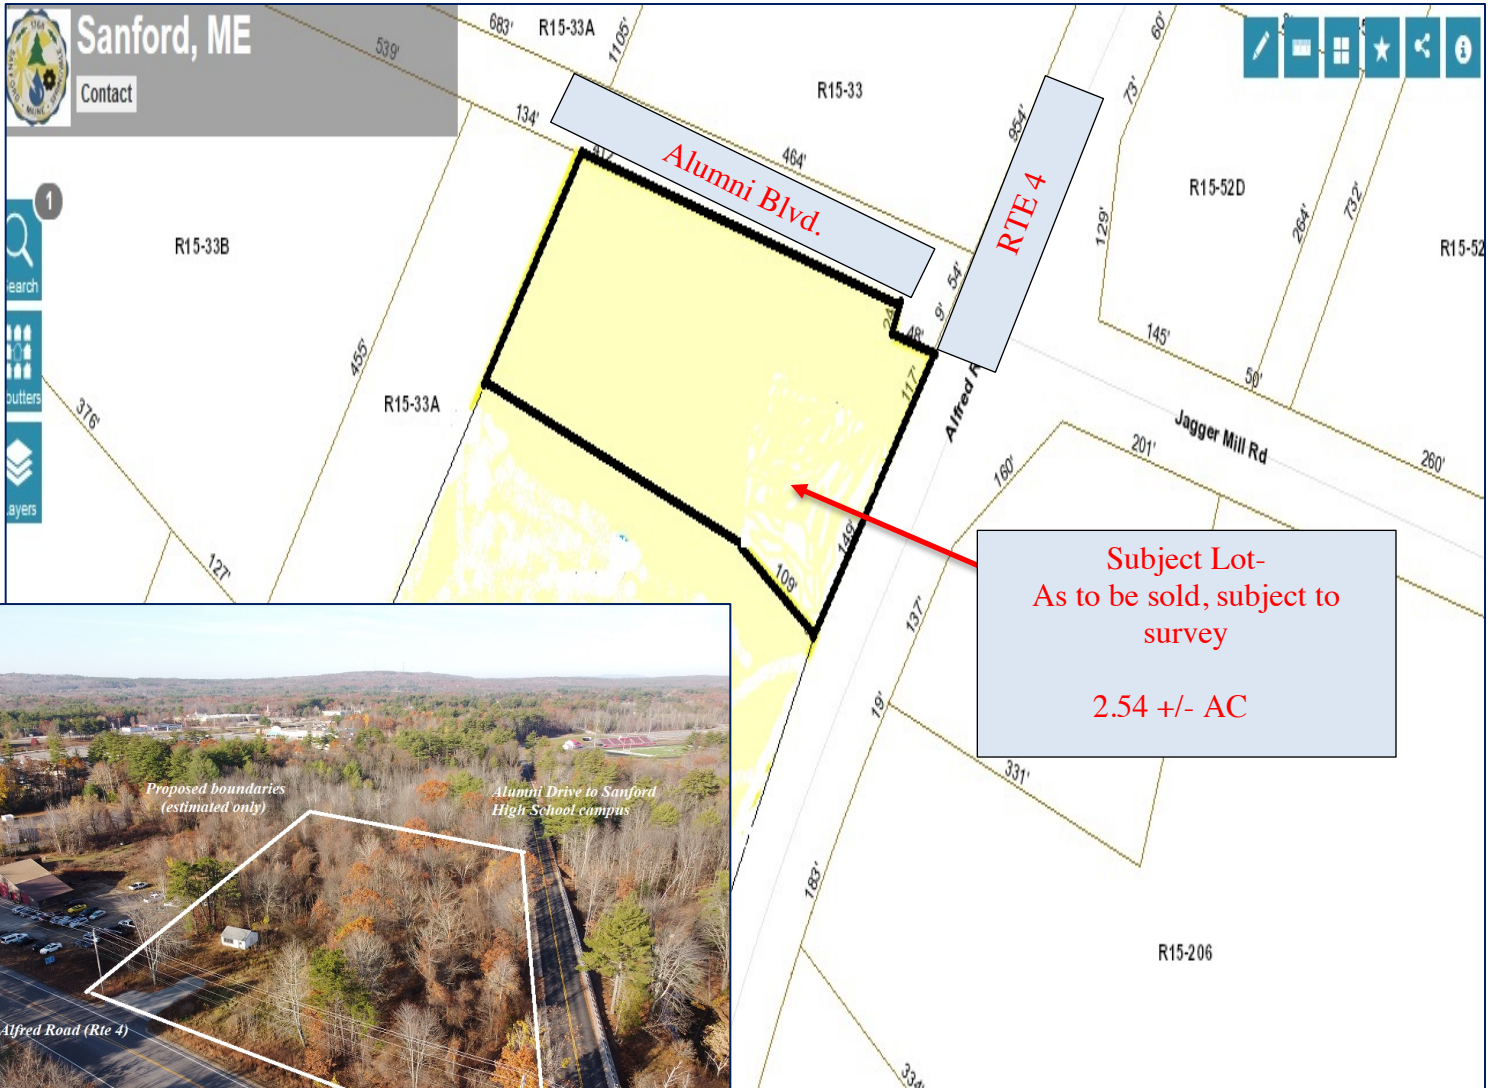 Sanford, ME
Contact
1
Search
Layers
539'
683'
R15-33A
1105'
R15-33
134'
464'
954'
60'
73'
R15-52D
129'
264'
732'
R15-52
Alumni Blvd.
RTE 4
R15-33B
455'
R15-33A
376'
127'
54'
9'
48'
117'
149'
109'
Alfred R
145'
50'
Jagger Mill Rd
201'
260'
160'
137'
19'
331'
183'
334'
R15-206
Subject Lot-
As to be sold, subject to
survey
2.54 +/- AC
Proposed boundaries
(estimated only)
Alumni Drive to Sanford
High School campus
Alfred Road (Rte 4)